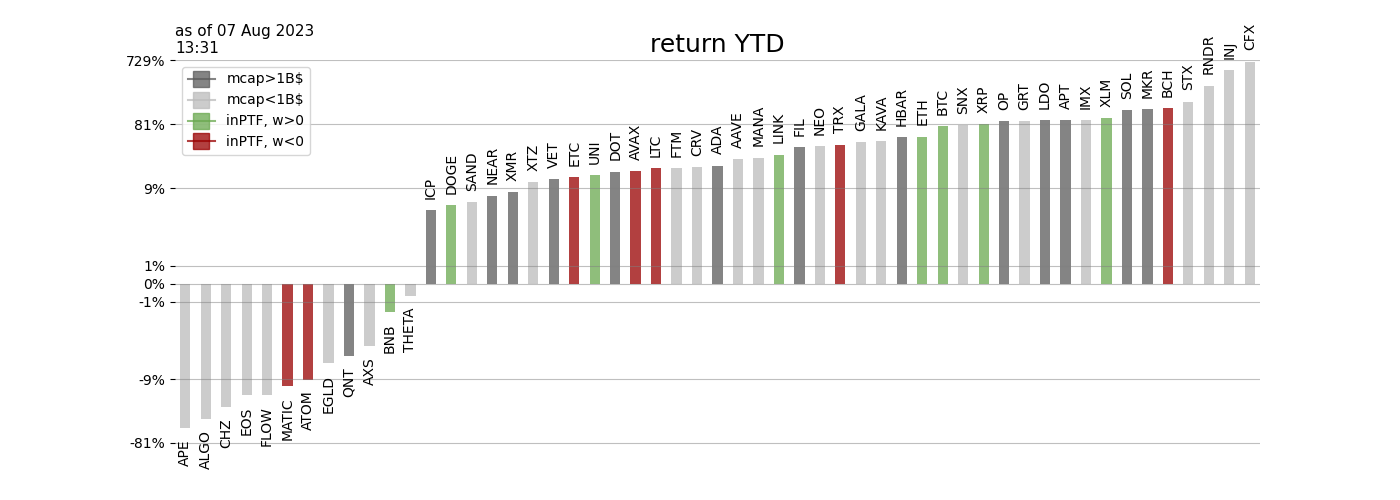 as of 07 Aug 2023
13:31
return YTD
729%
81%
9%
1%
0%
-1%
-9%
-81%
mcap>1B$
mcap<1B$
inPTF, w>0
inPTF, w<0
APE
ALGO
CHZ
EOS
FLOW
MATIC
ATOM
EGLD
QNT
AXS
BNB
THETA
ICP
DOGE
SAND
NEAR
XMR
XTZ
VET
ETC
UNI
DOT
AVAX
LTC
FTM
CRV
ADA
AAVE
MANA
LINK
FIL
NEO
TRX
GALA
KAVA
HBAR
ETH
BTC
SNX
XRP
OP
GRT
LDO
APT
IMX
XLM
SOL
MKR
BCH
STX
RNDR
INJ
CFX